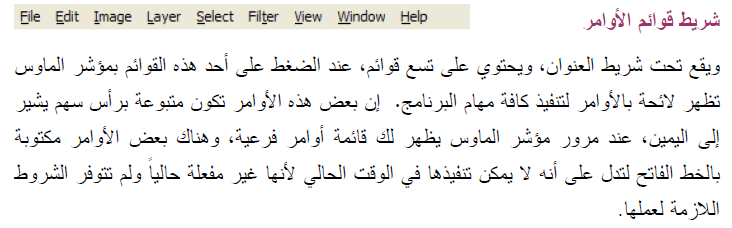 شريط قوائم الأوامر
File Edit Image Layer Select Filter View Window Help
ويقع تحت شريط العنوان، ويحتوي على تسع قوائم، عند الضغط على أحد هذه القوائم بمؤشر الماوس
تظهر لائحة بالأوامر لتنفيذ كافة مهام البرنامج. إن بعض هذه الأوامر تكون متبوعة برأس سهم يشير
إلى اليمين، عند مرور مؤشر الماوس يظهر لك قائمة أوامر فرعية، وهناك بعض الأوامر مكتوبة
بالخط الفاتح لتدل على أنه لا يمكن تنفيذها في الوقت الحالي لأنها غير مفعلة حالياً ولم تتوفر الشروط
اللازمة لعملها.